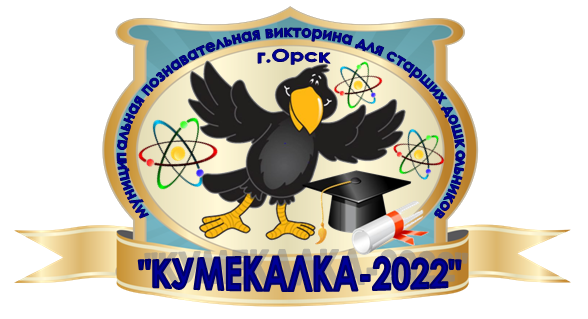 муниципальная познавательная викторина для старших дошкольников
г.Орск
"КУМЕКАЛКА-2022"